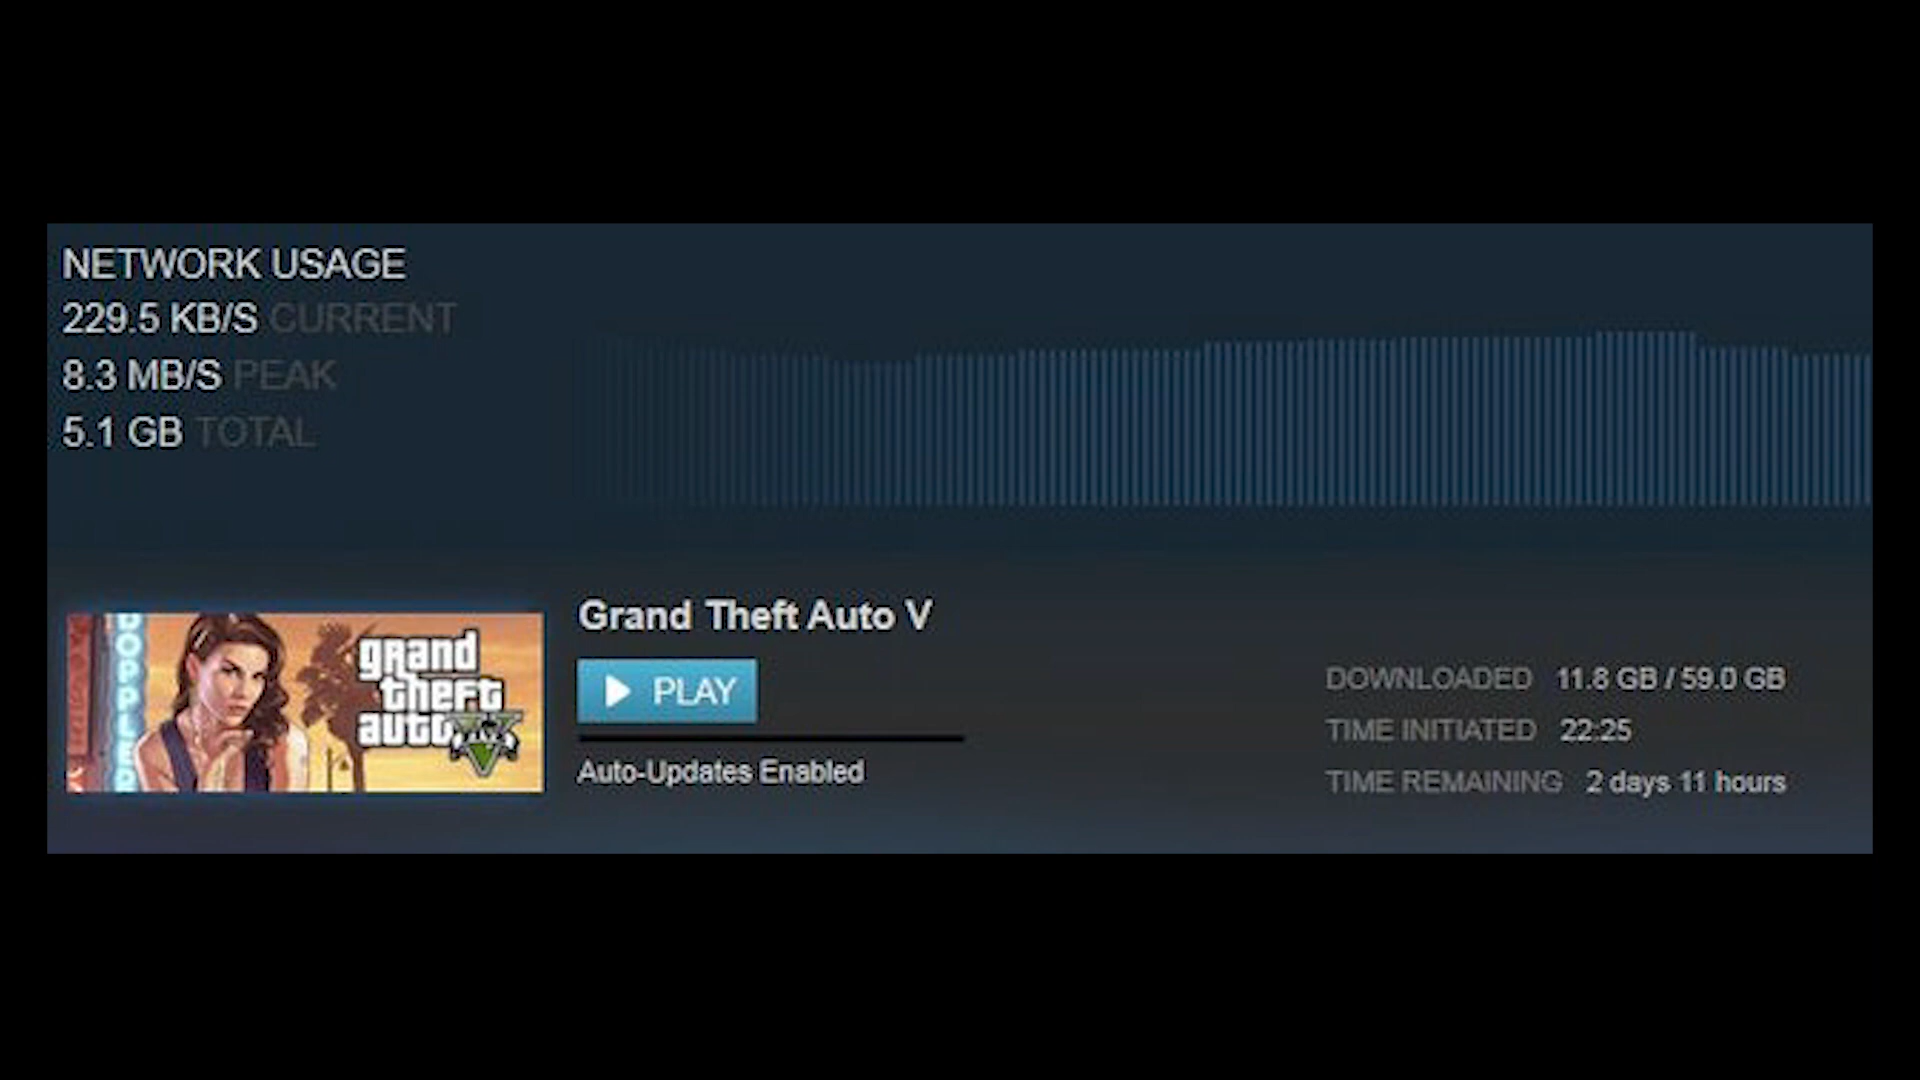 NETWORK USAGE
229.5 KB/S CURRENT
8.3 MB/S PEAK
5.1 GB TOTAL
DOPPLER
grand
theft
auto V
Grand Theft Auto V
PLAY
Auto-Updates Enabled
DOWNLOADED 11.8 GB / 59.0 GB
TIME INITIATED 22:25
TIME REMAINING 2 days 11 hours